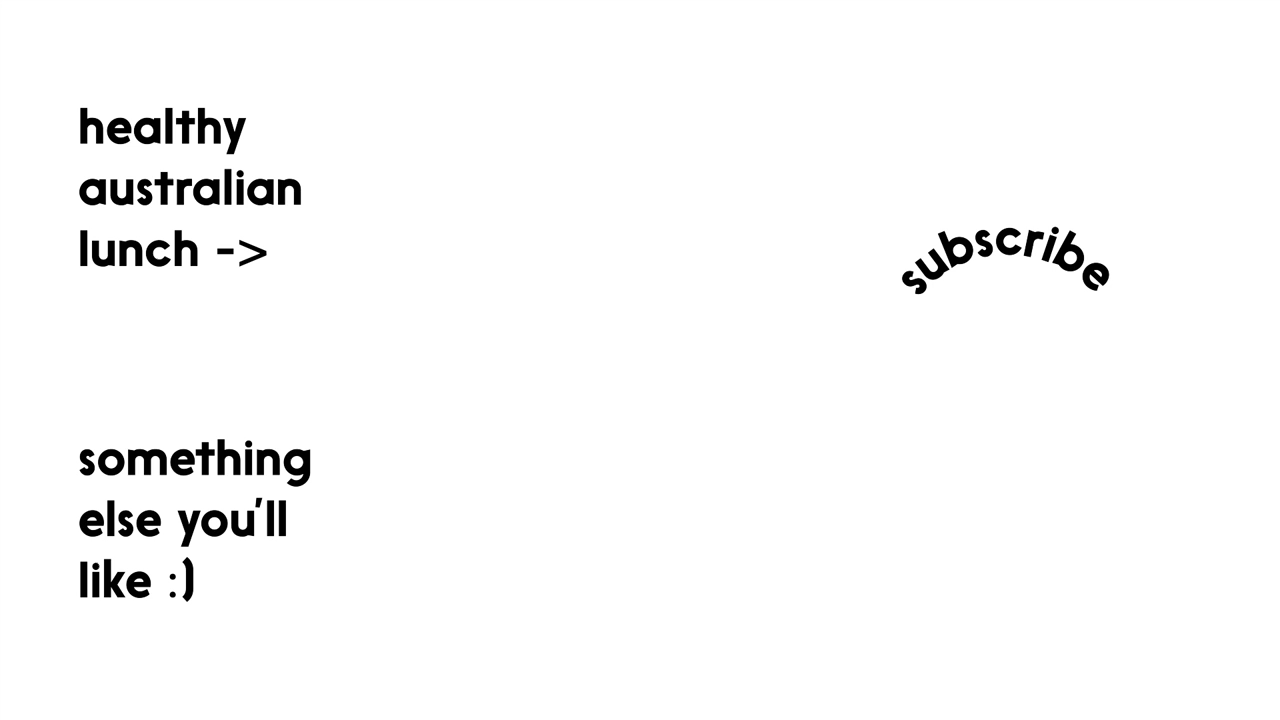 healthy
australian
lunch ->
subscribe
something
else you'll
like :)